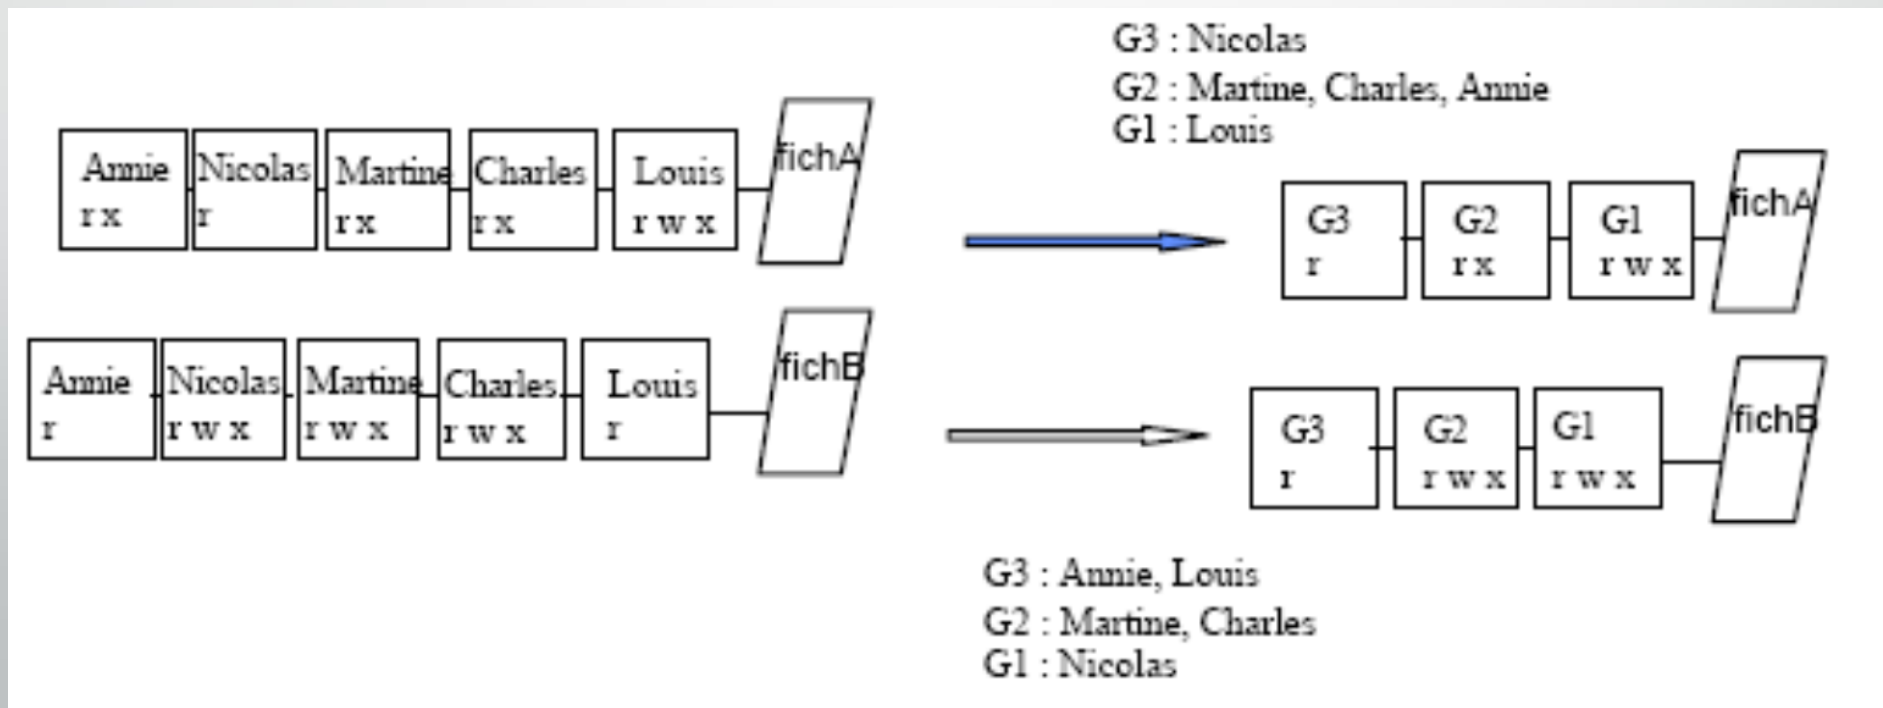 G3 : Nicolas
G2 : Martine, Charles, Annie
G1 : Louis
Annie Nicolas Martine Charles Louis fichA
r x r r x r x r w x
G3 G2 G1 fichA
r r x r w x
Annie Nicolas Martine Charles Louis fichB
r r w x r w x r w x r
G3 G2 G1 fichB
r r w x r w x
G3 : Annie, Louis
G2 : Martine, Charles
G1 : Nicolas